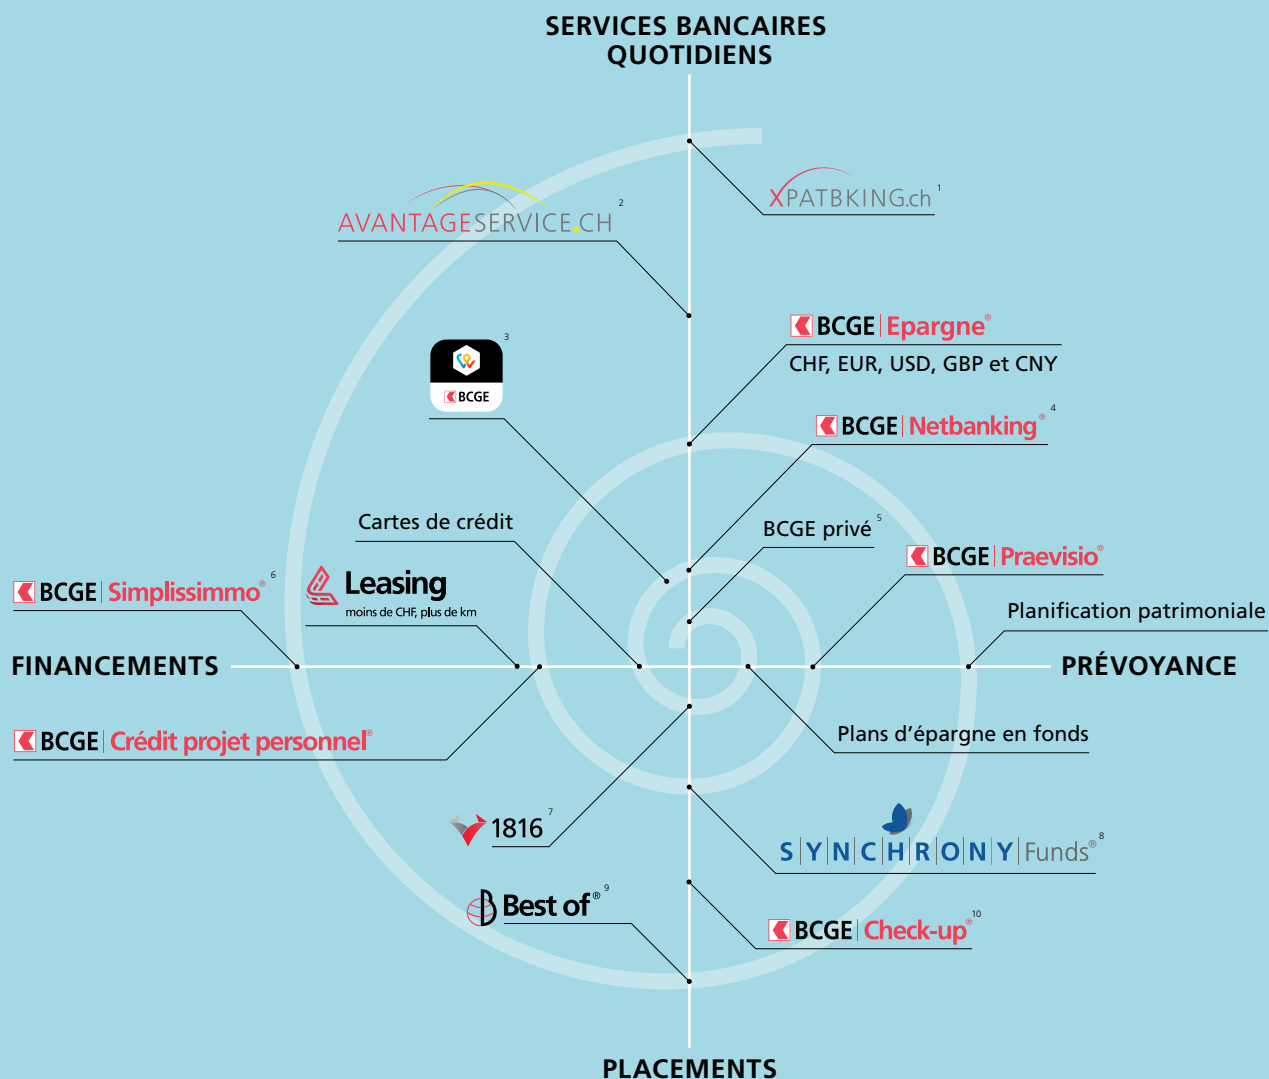 SERVICES BANCAIRES
QUOTIDIENS
XPATBKING.ch 1
AVANTAGESERVICE.CH 2
BCGE | Epargne®
CHF, EUR, USD, GBP et CNY
3
BCGE
BCGE | Netbanking® 4
Cartes de crédit
BCGE privé 5
BCGE | Praevisio®
BCGE | Simplissimmo® 6
Leasing
moins de CHF, plus de km
Planification patrimoniale
FINANCEMENTS
PRÉVOYANCE
BCGE | Crédit projet personnel®
Plans d’épargne en fonds
1816 7
S|Y|N|C|H|R|O|N|Y|Funds® 8
Best of® 9
BCGE | Check-up® 10
PLACEMENTS